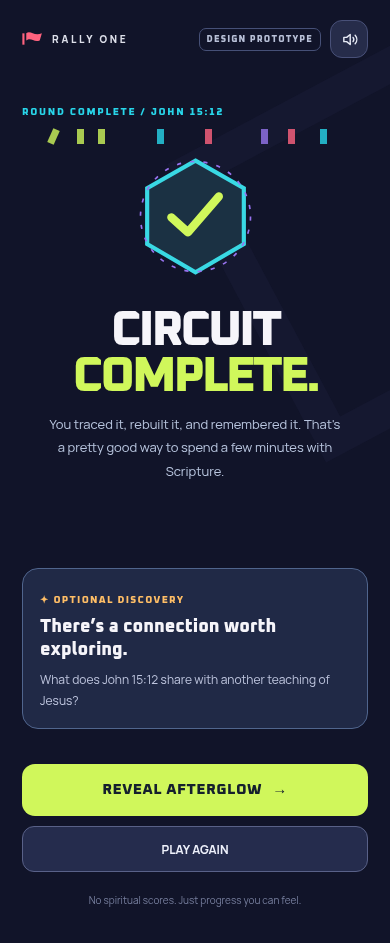 RALLY ONE
DESIGN PROTOTYPE
ROUND COMPLETE / JOHN 15:12
CIRCUIT
COMPLETE.
You traced it, rebuilt it, and remembered it. That's
a pretty good way to spend a few minutes with
Scripture.
✦ OPTIONAL DISCOVERY
There's a connection worth
exploring.
What does John 15:12 share with another teaching of
Jesus?
REVEAL AFTERGLOW →
PLAY AGAIN
No spiritual scores. Just progress you can feel.